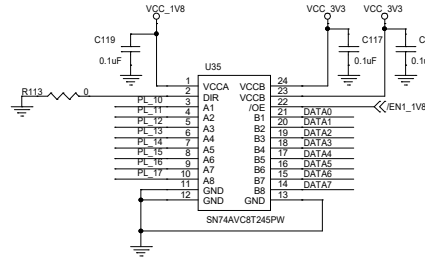 VCC_1V8 VCC_3V3 VCC_3V3
C119 U35 C117
0.1uF 0.1uF
R113 0
1 VCCA VCCB 24
2 DIR VCCB 23
PL_10 3 A1 /OE 22 /EN1_1V8
PL_11 4 A2 B1 21 DATA0
PL_12 5 A3 B2 20 DATA1
PL_13 6 A4 B3 19 DATA2
PL_14 7 A5 B4 18 DATA3
PL_15 8 A6 B5 17 DATA4
PL_16 9 A7 B6 16 DATA5
PL_17 10 A8 B7 15 DATA6
11 GND B8 14 DATA7
12 GND GND 13
SN74AVC8T245PW